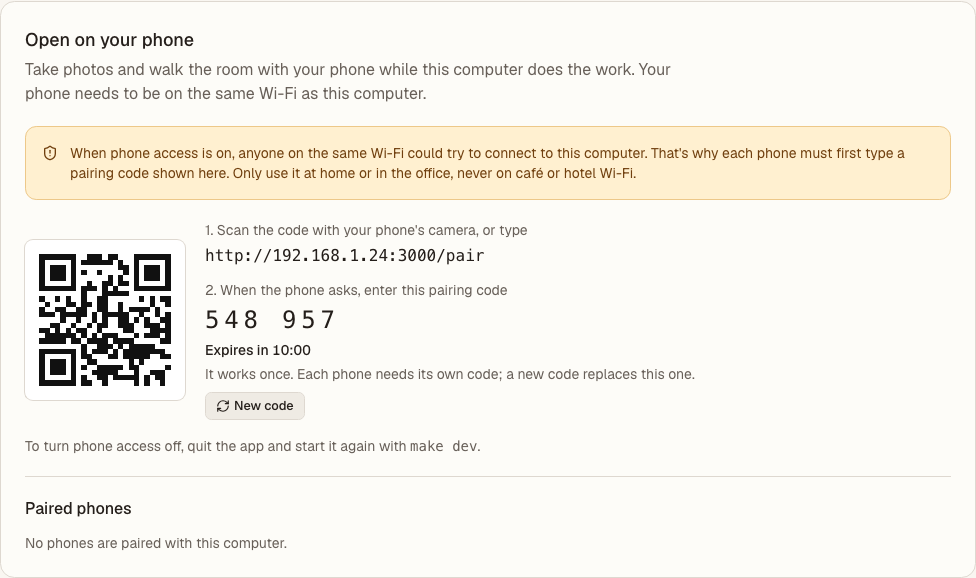 Open on your phone
Take photos and walk the room with your phone while this computer does the work. Your
phone needs to be on the same Wi-Fi as this computer.
When phone access is on, anyone on the same Wi-Fi could try to connect to this computer. That's why each phone must first type a
pairing code shown here. Only use it at home or in the office, never on café or hotel Wi-Fi.
1. Scan the code with your phone's camera, or type
http://192.168.1.24:3000/pair
2. When the phone asks, enter this pairing code
548 957
Expires in 10:00
It works once. Each phone needs its own code; a new code replaces this one.
New code
To turn phone access off, quit the app and start it again with make dev.
Paired phones
No phones are paired with this computer.